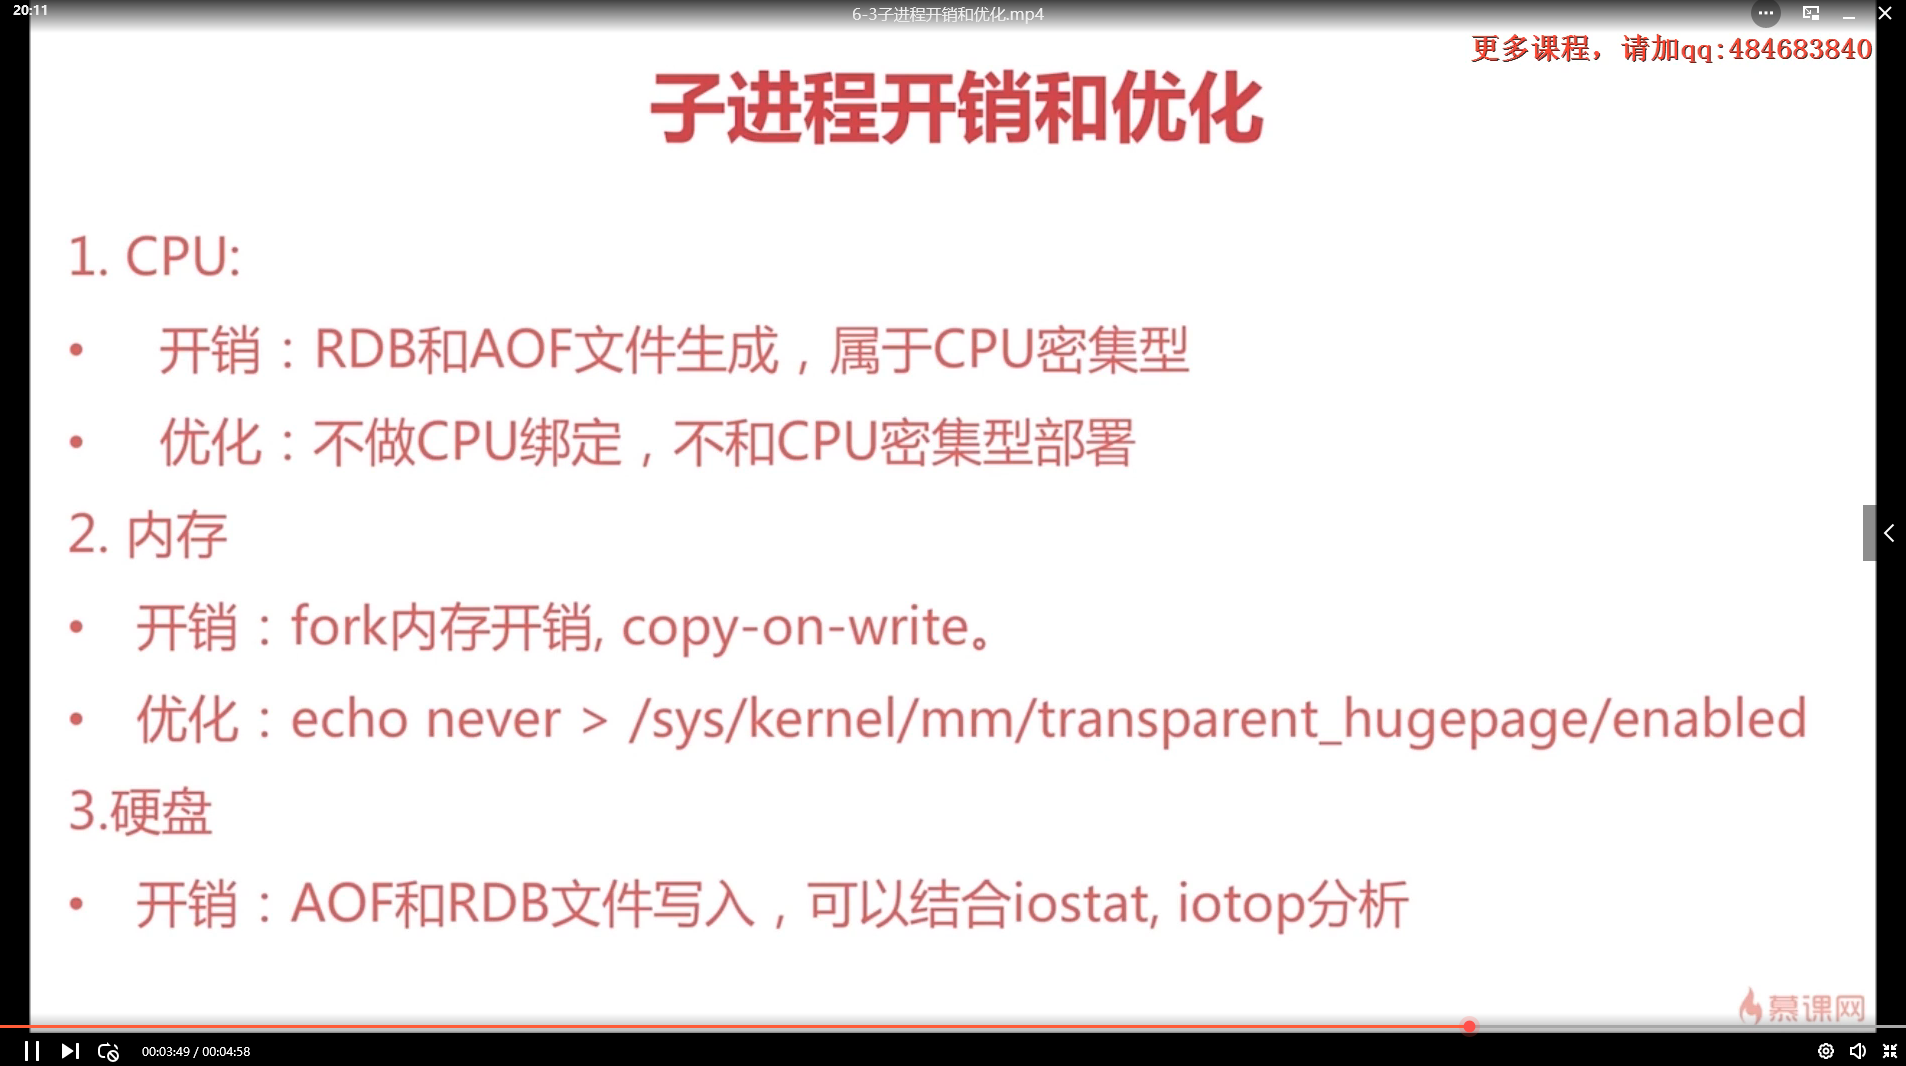 20:11
6-3子进程开销和优化.mp4
更多课程，请加qq:484683840
子进程开销和优化
1. CPU:
• 开销：RDB和AOF文件生成，属于CPU密集型
• 优化：不做CPU绑定，不和CPU密集型部署
2. 内存
• 开销：fork内存开销, copy-on-write。
• 优化：echo never > /sys/kernel/mm/transparent_hugepage/enabled
3.硬盘
• 开销：AOF和RDB文件写入，可以结合iostat, iotop分析
慕课网
00:03:49 / 00:04:58